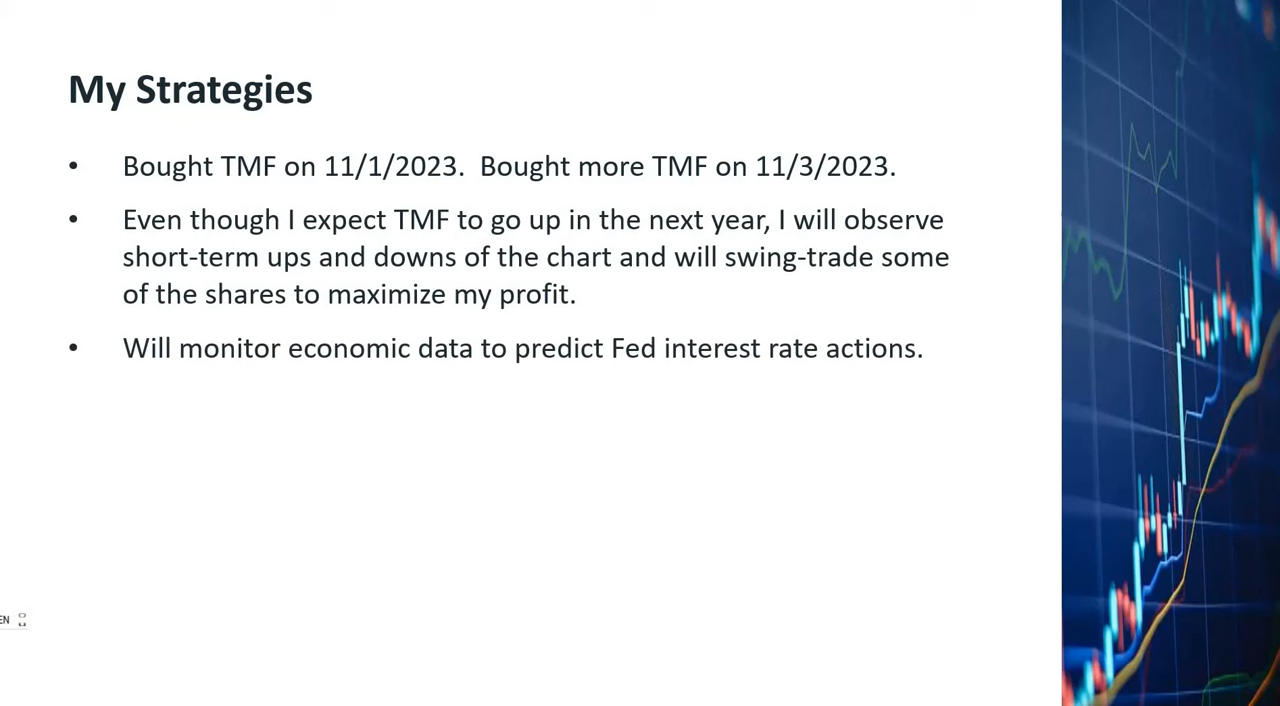 My Strategies
• Bought TMF on 11/1/2023.  Bought more TMF on 11/3/2023.
• Even though I expect TMF to go up in the next year, I will observe
short-term ups and downs of the chart and will swing-trade some
of the shares to maximize my profit.
• Will monitor economic data to predict Fed interest rate actions.
EN